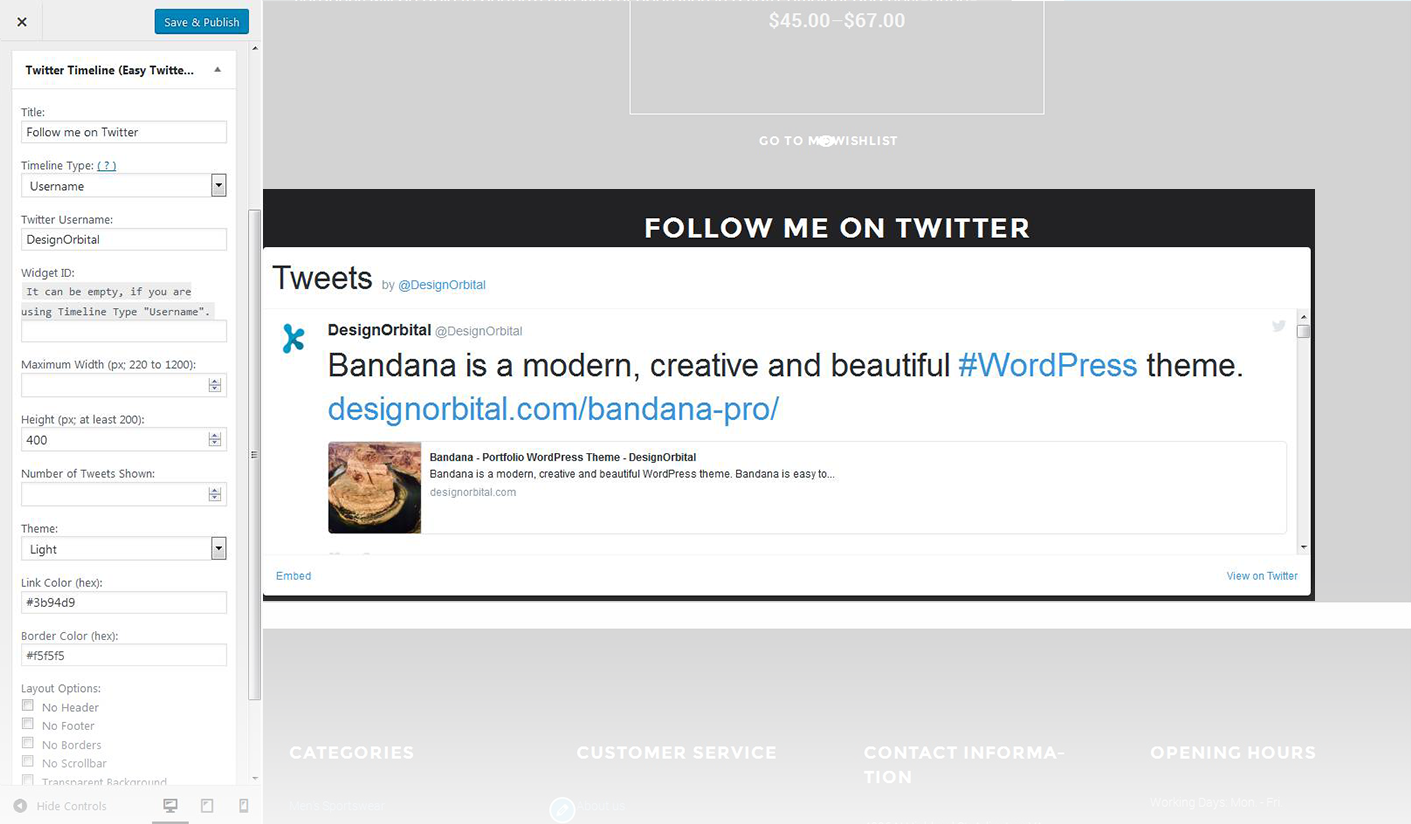 Save & Publish
Twitter Timeline (Easy Twitte...
Title:
Follow me on Twitter
Timeline Type: ( ? )
Username
Twitter Username:
DesignOrbital
Widget ID:
It can be empty, if you are
using Timeline Type "Username".
Maximum Width (px; 220 to 1200):
Height (px; at least 200):
400
Number of Tweets Shown:
Theme:
Light
Link Color (hex):
#3b94d9
Border Color (hex):
#f5f5f5
Layout Options:
No Header
No Footer
No Borders
No Scrollbar
Transparent Background
Hide Controls
$45.00–$67.00
GO TO WISHLIST
FOLLOW ME ON TWITTER
Tweets by @DesignOrbital
DesignOrbital @DesignOrbital
Bandana is a modern, creative and beautiful #WordPress theme.
designorbital.com/bandana-pro/
Bandana - Portfolio WordPress Theme - DesignOrbital
Bandana is a modern, creative and beautiful WordPress theme. Bandana is easy to...
designorbital.com
Embed
View on Twitter
CATEGORIES
CUSTOMER SERVICE
About us
CONTACT INFORMA-
TION
OPENING HOURS
Working Days: Mon. - Fri.